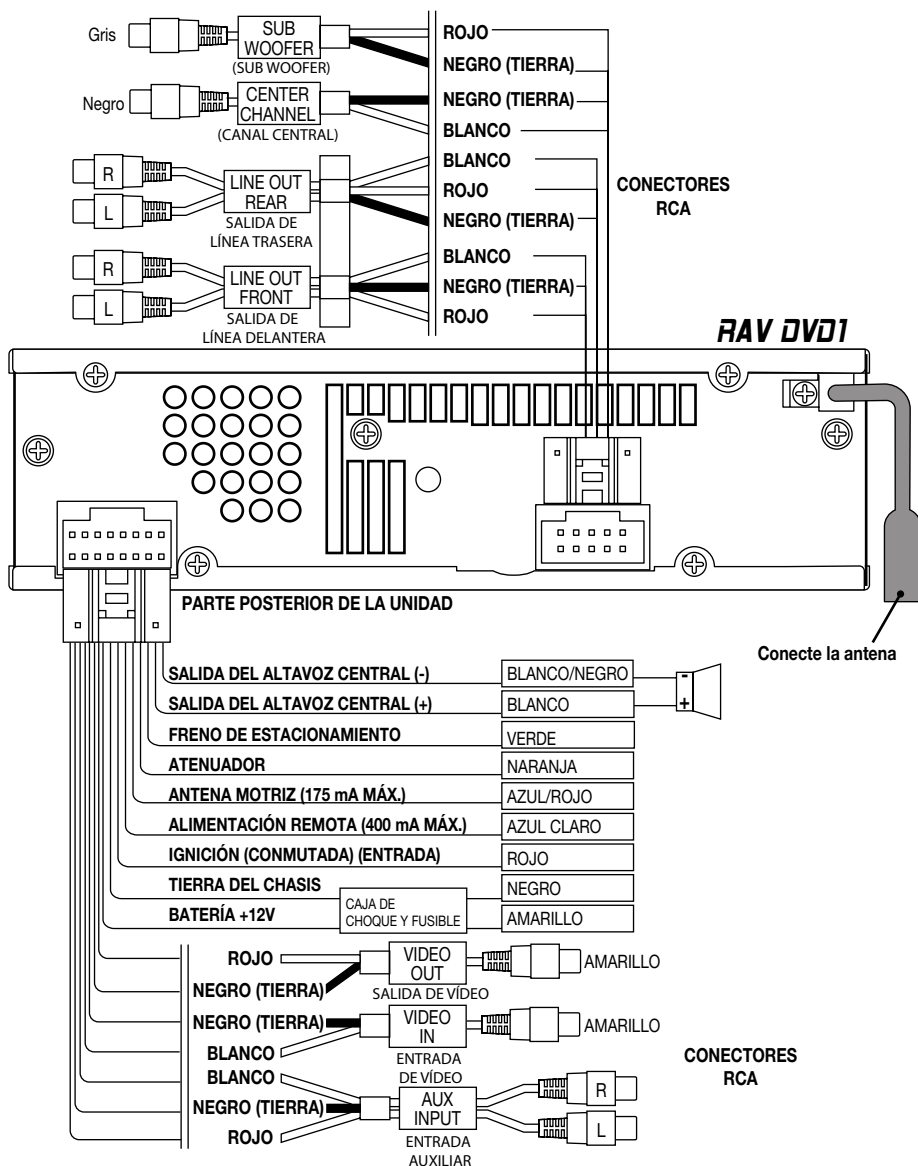 Gris
SUB
WOOFER
(SUB WOOFER)
ROJO
NEGRO (TIERRA)
Negro
CENTER
CHANNEL
(CANAL CENTRAL)
NEGRO (TIERRA)
BLANCO
R
L
LINE OUT
REAR
SALIDA DE
LÍNEA TRASERA
BLANCO
ROJO
NEGRO (TIERRA)
CONECTORES
RCA
R
L
LINE OUT
FRONT
SALIDA DE
LÍNEA DELANTERA
BLANCO
NEGRO (TIERRA)
ROJO
RAV DVD1
PARTE POSTERIOR DE LA UNIDAD
Conecte la antena
SALIDA DEL ALTAVOZ CENTRAL (-)
BLANCO/NEGRO
-
SALIDA DEL ALTAVOZ CENTRAL (+)
BLANCO
+
FRENO DE ESTACIONAMIENTO
VERDE
ATENUADOR
NARANJA
ANTENA MOTRIZ (175 mA MÁX.)
AZUL/ROJO
ALIMENTACIÓN REMOTA (400 mA MÁX.)
AZUL CLARO
IGNICIÓN (CONMUTADA) (ENTRADA)
ROJO
TIERRA DEL CHASIS
NEGRO
BATERÍA +12V
CAJA DE
CHOQUE Y FUSIBLE
AMARILLO
ROJO
NEGRO (TIERRA)
VIDEO
OUT
SALIDA DE VÍDEO
AMARILLO
NEGRO (TIERRA)
BLANCO
VIDEO
IN
ENTRADA
DE VÍDEO
AMARILLO
CONECTORES
RCA
BLANCO
NEGRO (TIERRA)
ROJO
AUX
INPUT
ENTRADA
AUXILIAR
R
L